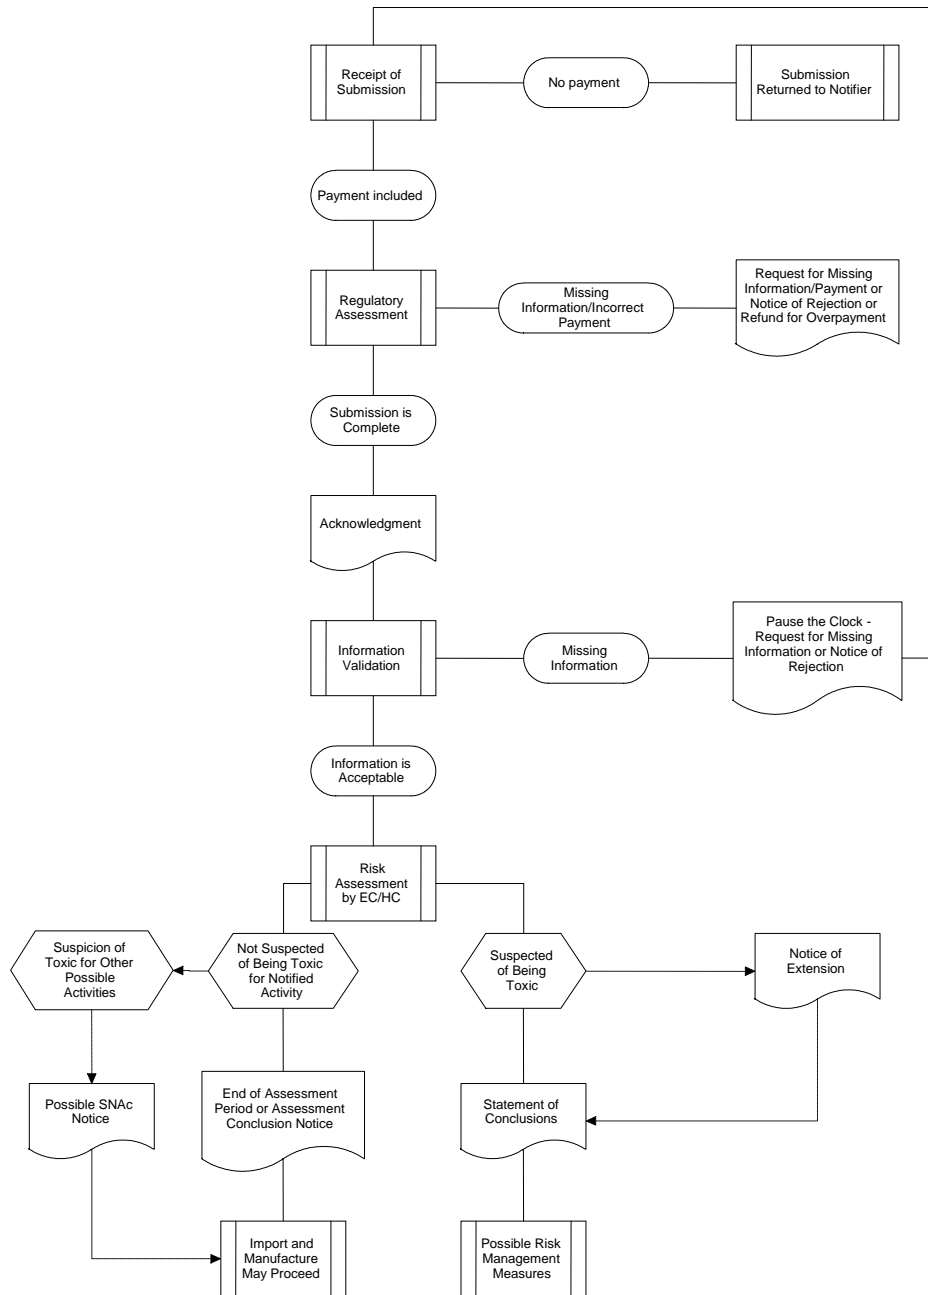 Receipt of
Submission
No payment
Submission
Returned to Notifier
Payment included
Regulatory
Assessment
Missing
Information/Incorrect
Payment
Request for Missing
Information/Payment or
Notice of Rejection or
Refund for Overpayment
Submission is
Complete
Acknowledgment
Information
Validation
Missing
Information
Pause the Clock -
Request for Missing
Information or Notice of
Rejection
Information is
Acceptable
Risk
Assessment
by EC/HC
Suspicion of
Toxic for Other
Possible
Activities
Not Suspected
of Being Toxic
for Notified
Activity
Suspected
of Being
Toxic
Notice of
Extension
Possible SNAc
Notice
End of Assessment
Period or Assessment
Conclusion Notice
Statement of
Conclusions
Import and
Manufacture
May Proceed
Possible Risk
Management
Measures